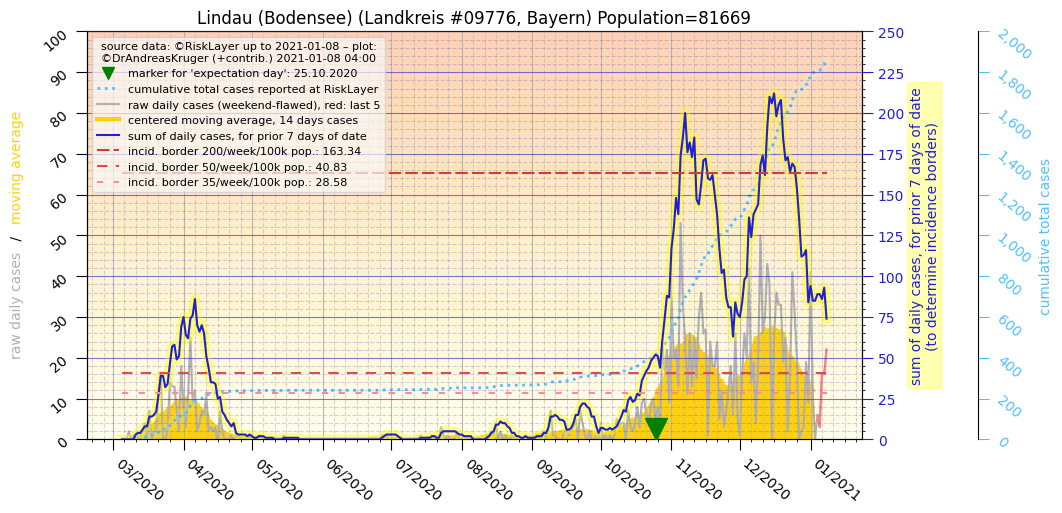 Lindau (Bodensee) (Landkreis #09776, Bayern) Population=81669
source data: ©RiskLayer up to 2021-01-08 – plot:
©DrAndreasKruger (+contrib.) 2021-01-08 04:00
marker for 'expectation day': 25.10.2020
cumulative total cases reported at RiskLayer
raw daily cases (weekend-flawed), red: last 5
centered moving average, 14 days cases
sum of daily cases, for prior 7 days of date
incid. border 200/week/100k pop.: 163.34
incid. border 50/week/100k pop.: 40.83
incid. border 35/week/100k pop.: 28.58
raw daily cases / moving average
100
90
80
70
60
50
40
30
20
10
0
03/2020
04/2020
05/2020
06/2020
07/2020
08/2020
09/2020
10/2020
11/2020
12/2020
01/2021
250
225
200
175
150
125
100
75
50
25
0
sum of daily cases, for prior 7 days of date
(to determine incidence borders)
2,000
1,800
1,600
1,400
1,200
1,000
800
600
400
200
0
cumulative total cases